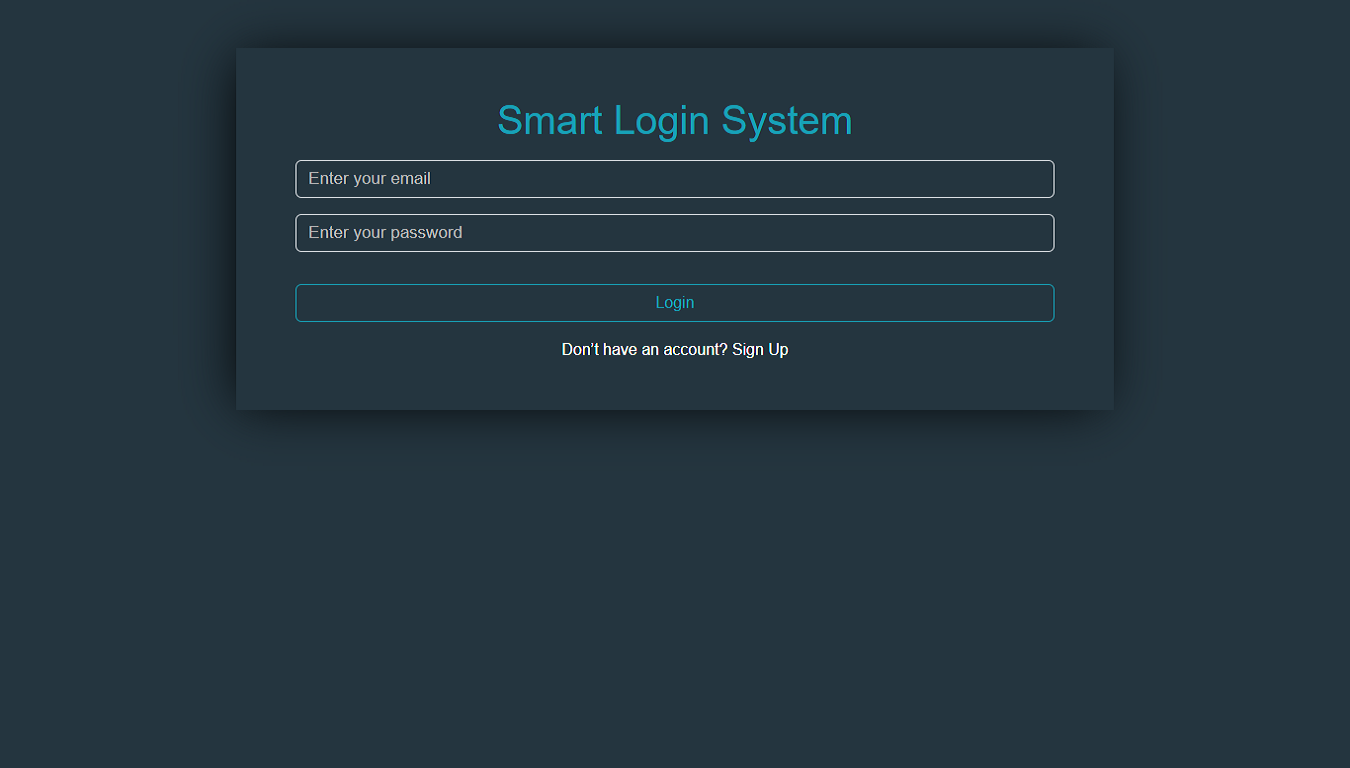 Smart Login System
Enter your email
Enter your password
Login
Don’t have an account? Sign Up